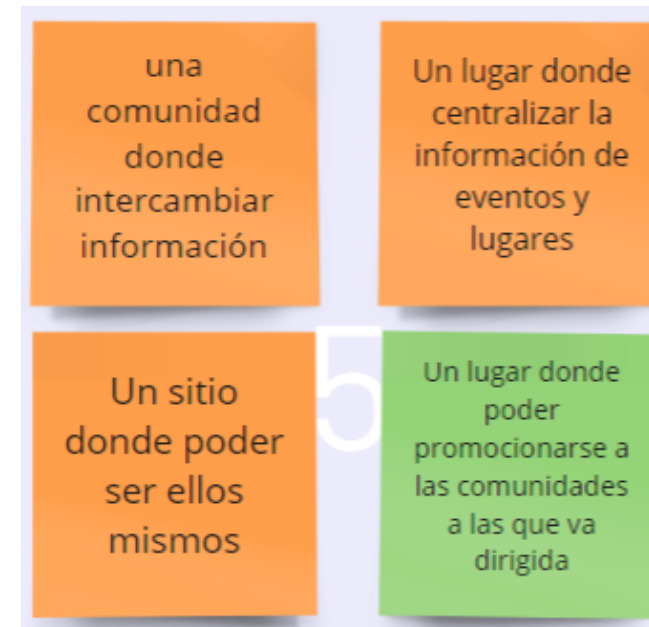 una
comunidad
donde
intercambiar
información
Un lugar donde
centralizar la
información de
eventos y
lugares
5
Un sitio
donde poder
ser ellos
mismos
Un lugar donde
poder
promocionarse a
las comunidades
a las que va
dirigida